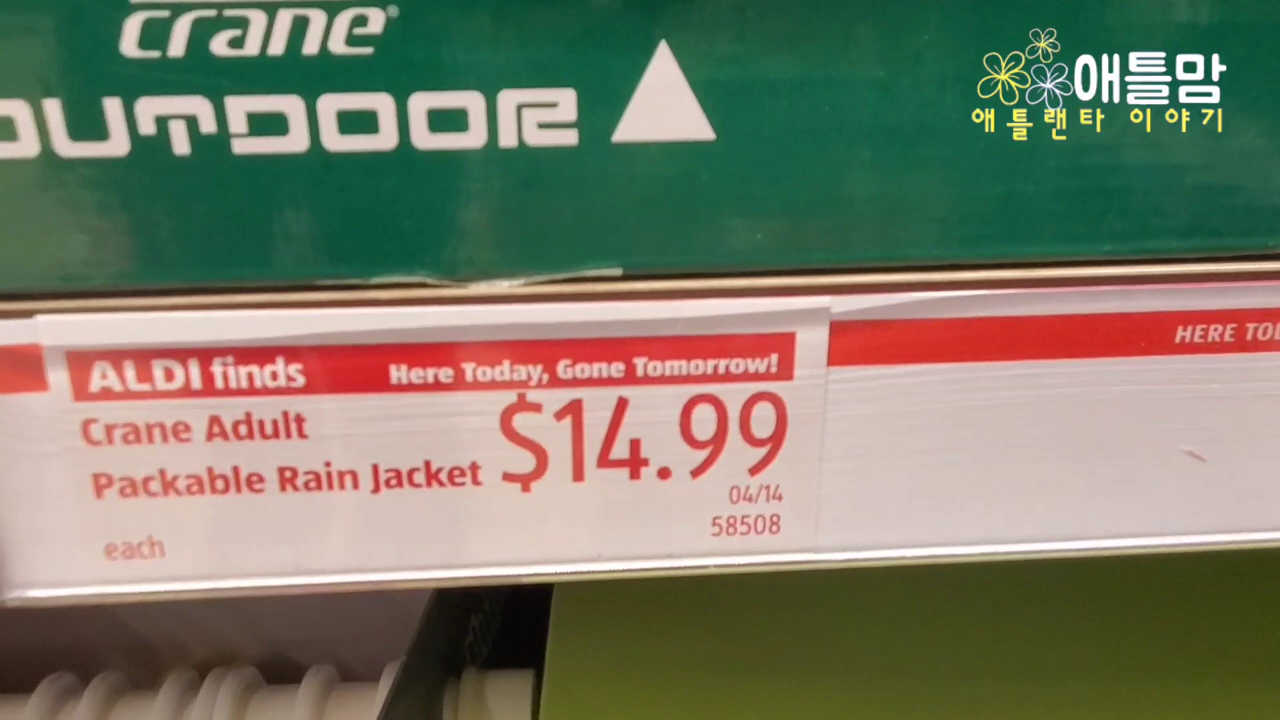 crane
OUTDOOR
애틀맘
애틀랜타 이야기
ALDI finds
Here Today, Gone Tomorrow!
Crane Adult
Packable Rain Jacket
$14.99
04/14
58508
each
HERE